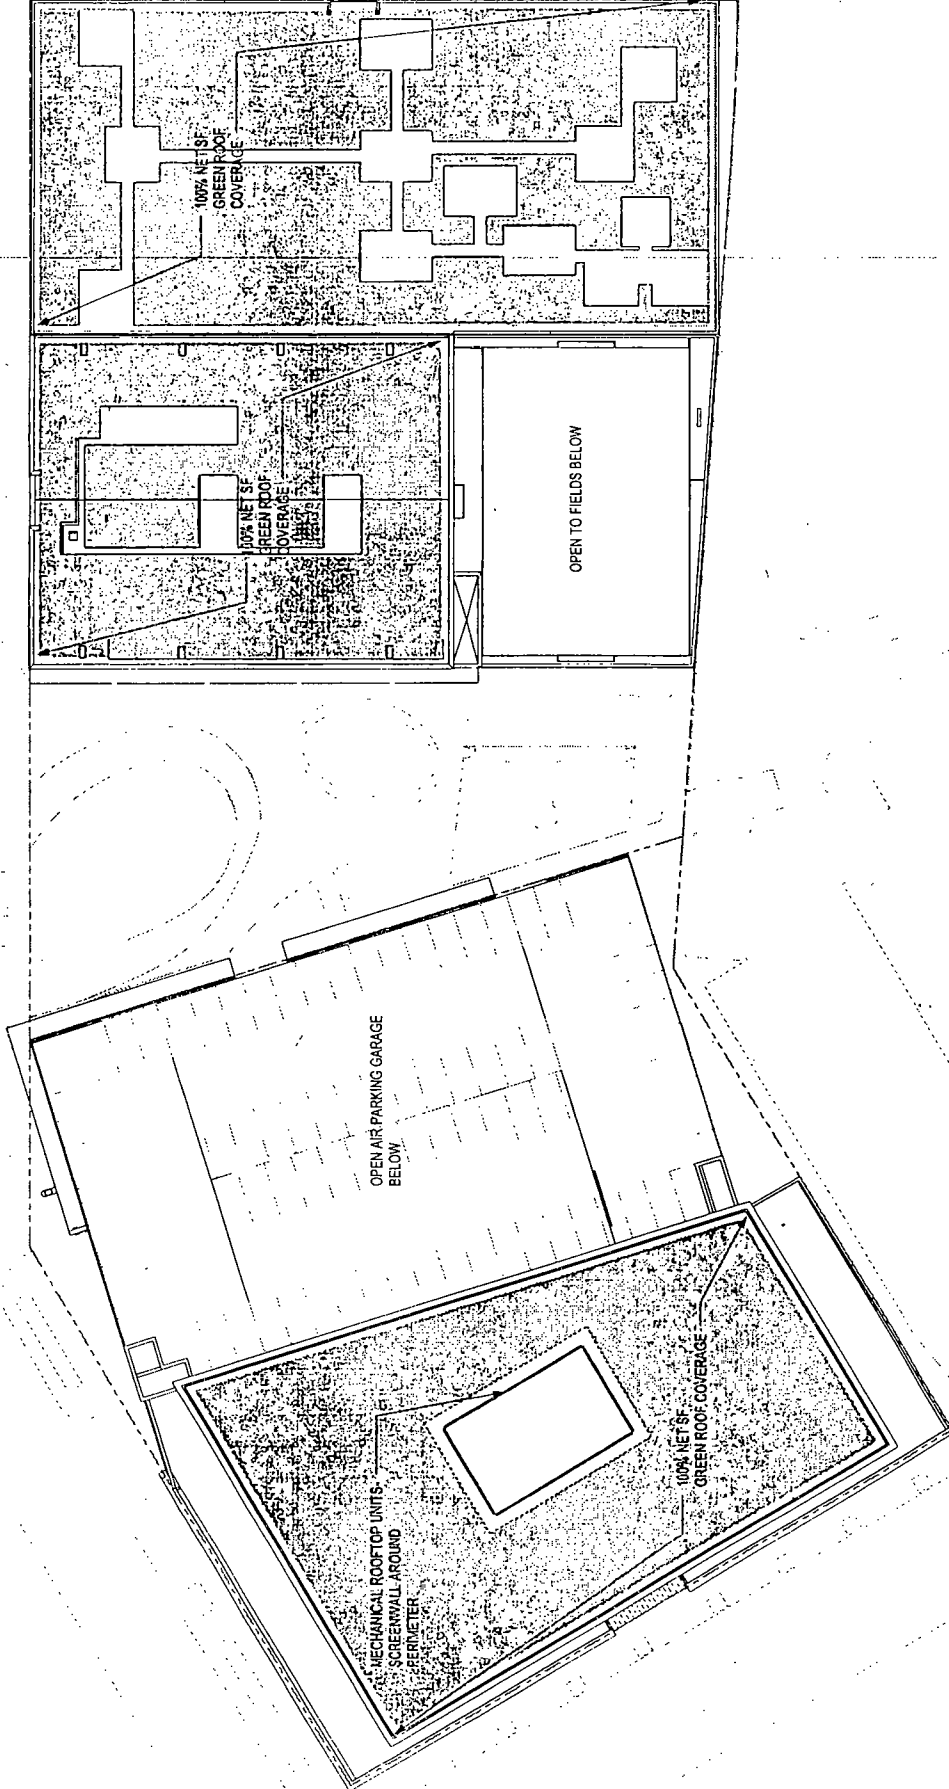 100% NET SF
GREEN ROOF
COVERAGE
100% NET SF
GREEN ROOF
COVERAGE
OPEN TO FIELDS BELOW
OPEN AIR PARKING GARAGE
BELOW
MECHANICAL ROOFTOP UNITS-
SCREENWALL AROUND
PERIMETER
100% NET SF
GREEN ROOF COVERAGE